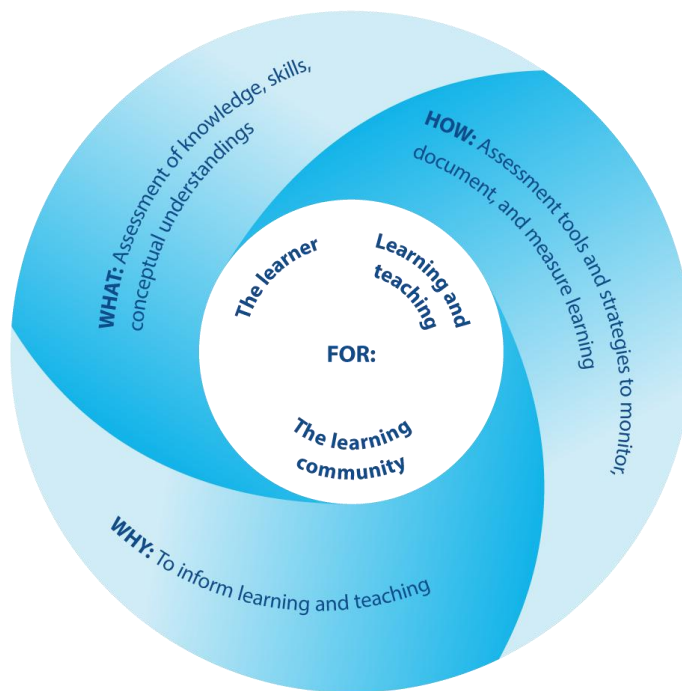 WHAT: Assessment of knowledge, skills,
conceptual understandings
HOW: Assessment tools and strategies to monitor,
document, and measure learning
The learner
Learning and
teaching
FOR:
The learning
community
WHY: To inform learning and teaching